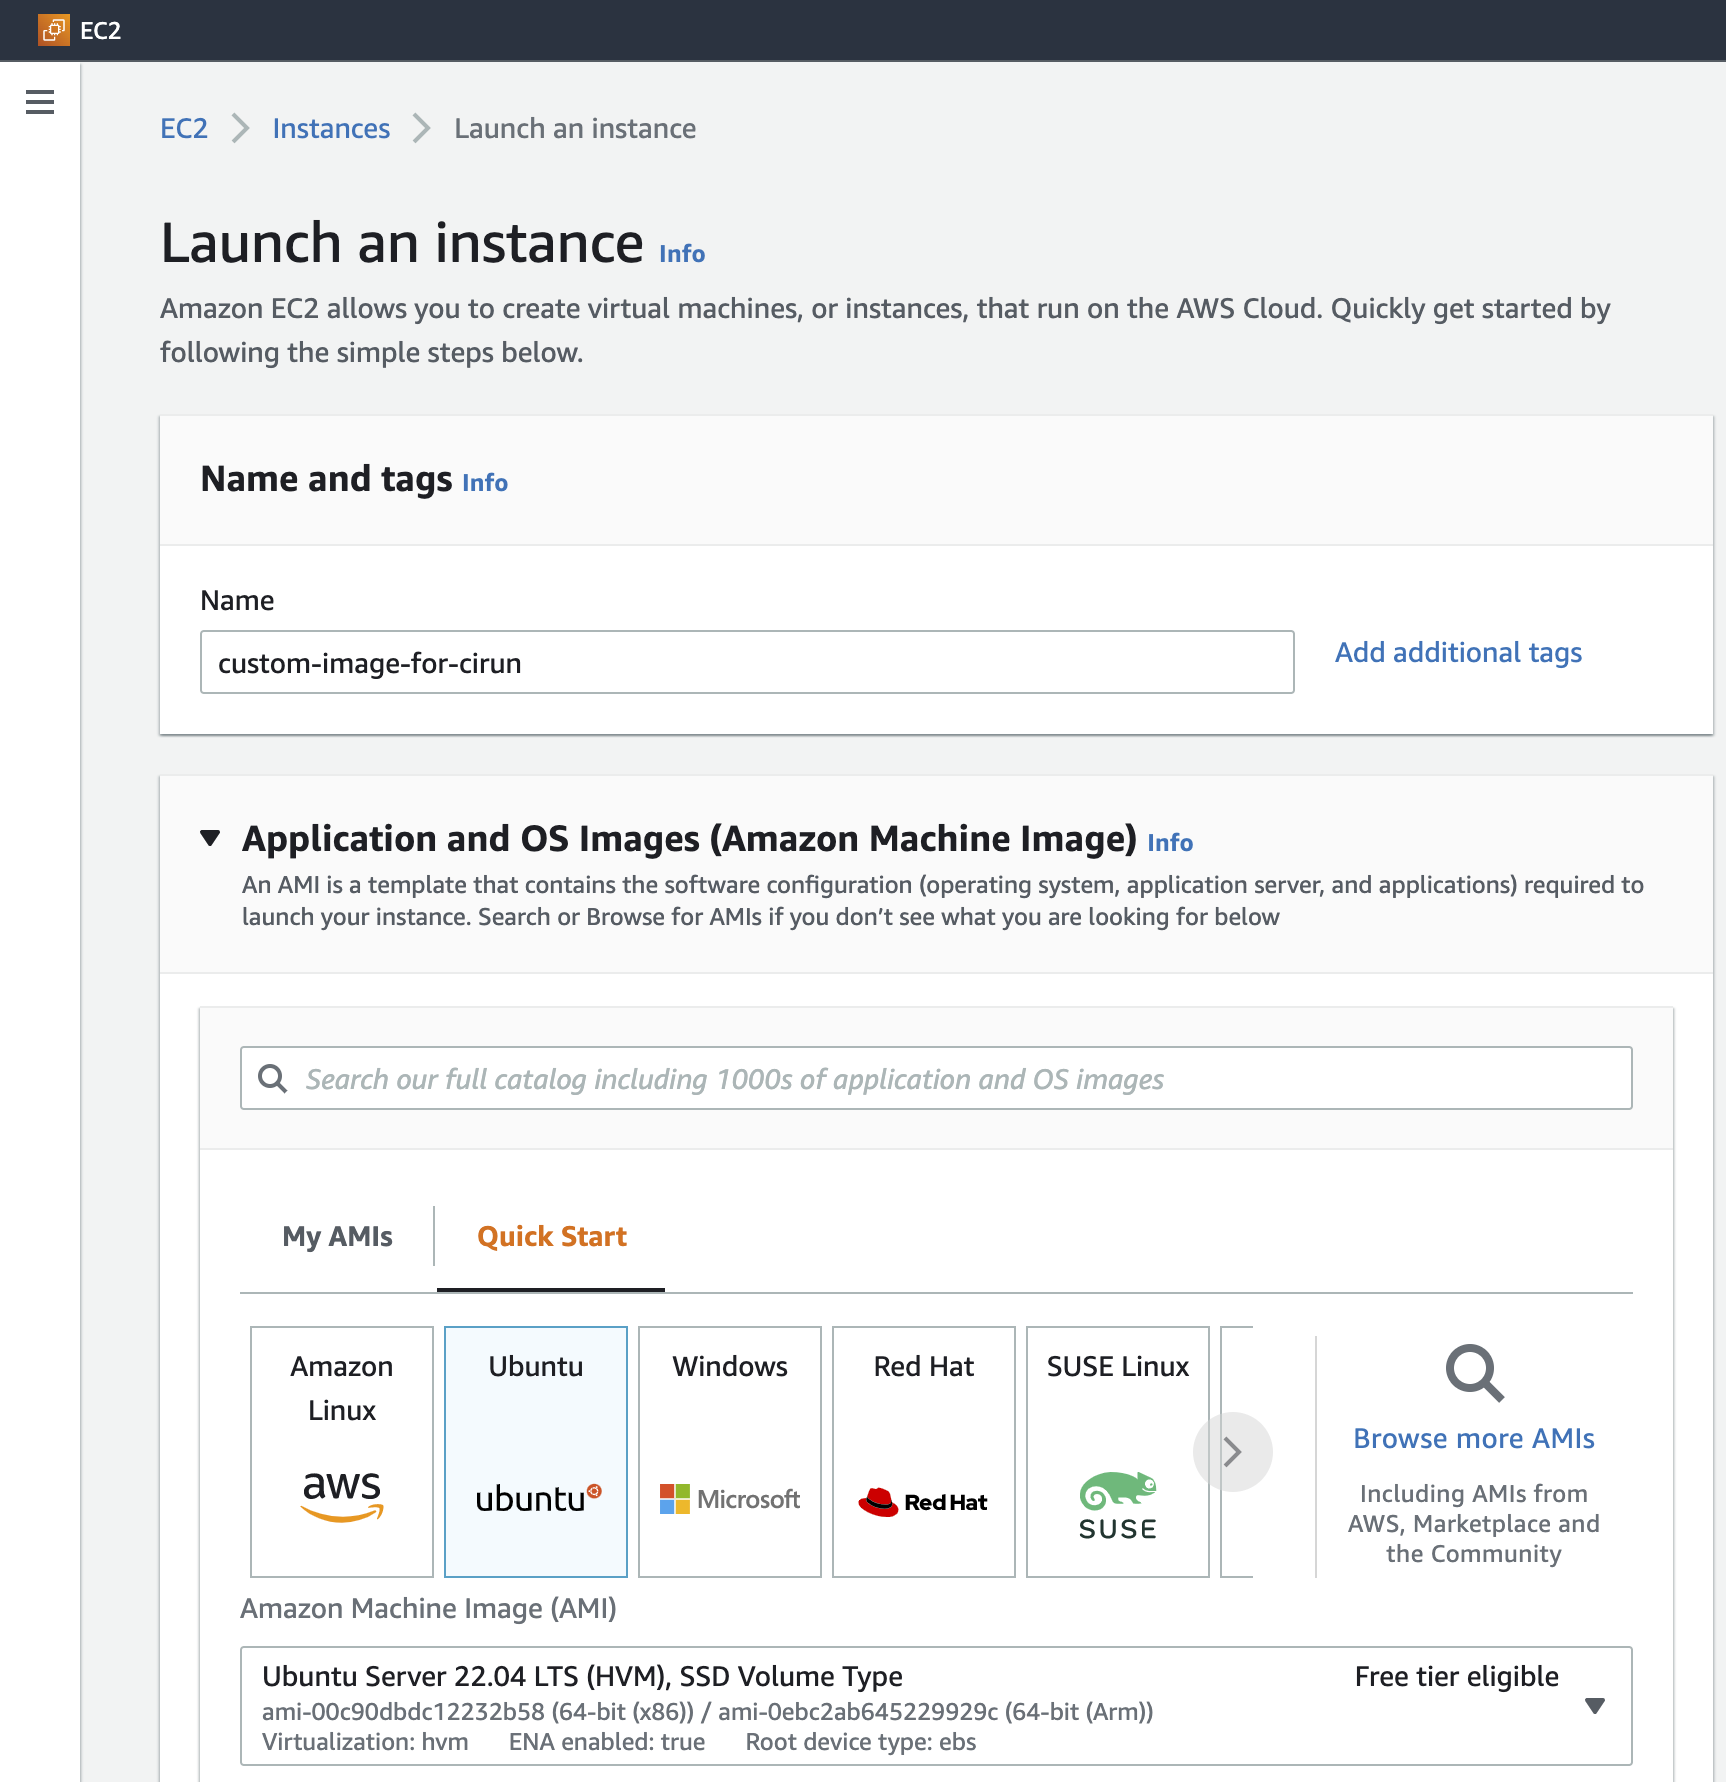 EC2
EC2 Instances Launch an instance
Launch an instance Info
Amazon EC2 allows you to create virtual machines, or instances, that run on the AWS Cloud. Quickly get started by
following the simple steps below.
Name and tags Info
Name
custom-image-for-cirun
Add additional tags
Application and OS Images (Amazon Machine Image) Info
An AMI is a template that contains the software configuration (operating system, application server, and applications) required to
launch your instance. Search or Browse for AMIs if you don’t see what you are looking for below
Search our full catalog including 1000s of application and OS images
My AMIs
Quick Start
Amazon
Linux
aws
Ubuntu
ubuntu
Windows
Microsoft
Red Hat
Red Hat
SUSE Linux
SUSE
Browse more AMIs
Including AMIs from
AWS, Marketplace and
the Community
Amazon Machine Image (AMI)
Ubuntu Server 22.04 LTS (HVM), SSD Volume Type
Free tier eligible
ami-00c90dbdc12232b58 (64-bit (x86)) / ami-0ebc2ab645229929c (64-bit (Arm))
Virtualization: hvm ENA enabled: true Root device type: ebs